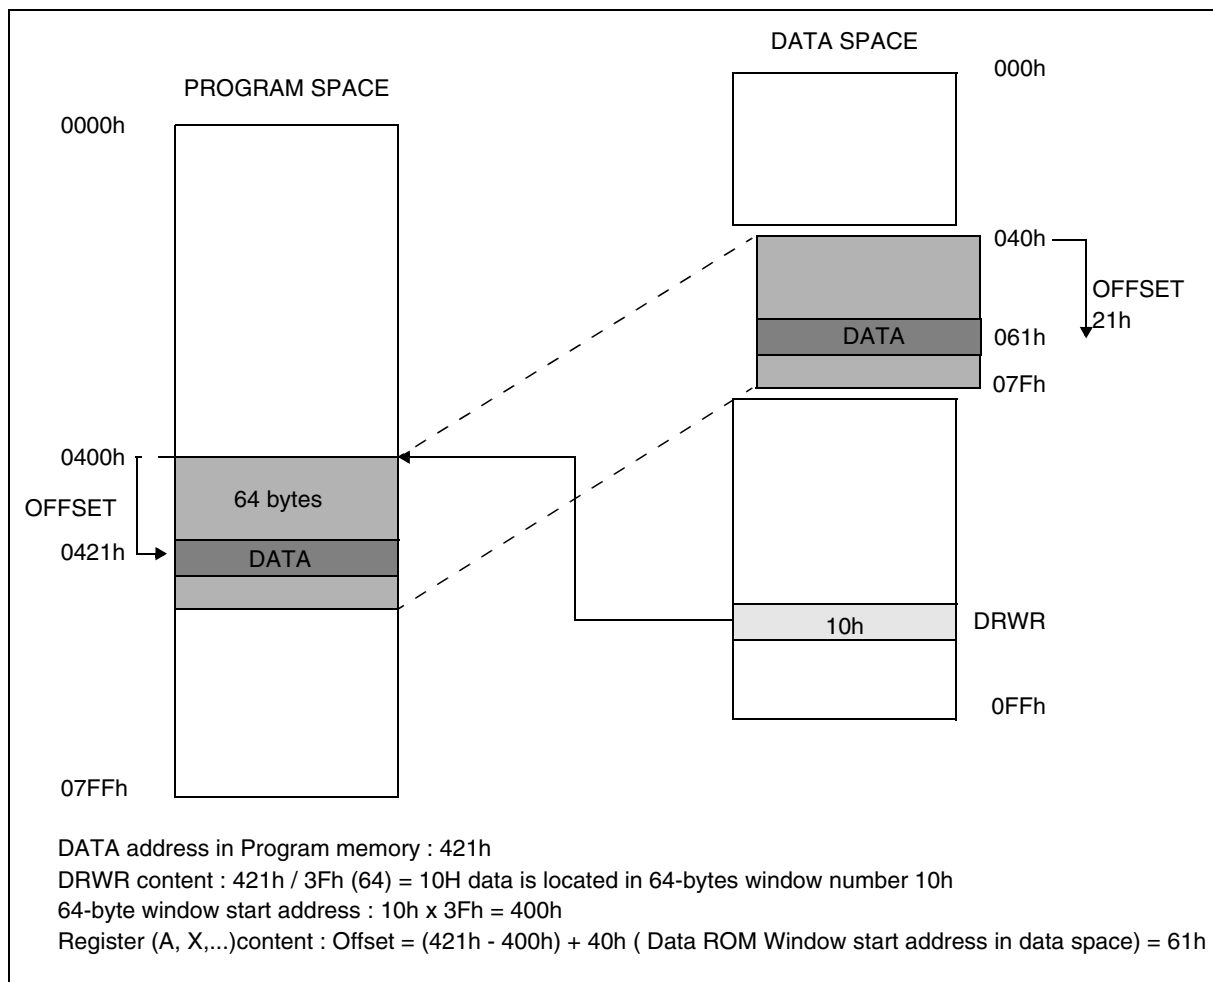 DATA SPACE
000h
PROGRAM SPACE
0000h
040h
OFFSET
21h
DATA
061h
07Fh
0400h
64 bytes
OFFSET
0421h
DATA
10h
DRWR
0FFh
07FFh
DATA address in Program memory : 421h
DRWR content : 421h / 3Fh (64) = 10H data is located in 64-bytes window number 10h
64-byte window start address : 10h x 3Fh = 400h
Register (A, X,...)content : Offset = (421h - 400h) + 40h ( Data ROM Window start address in data space) = 61h